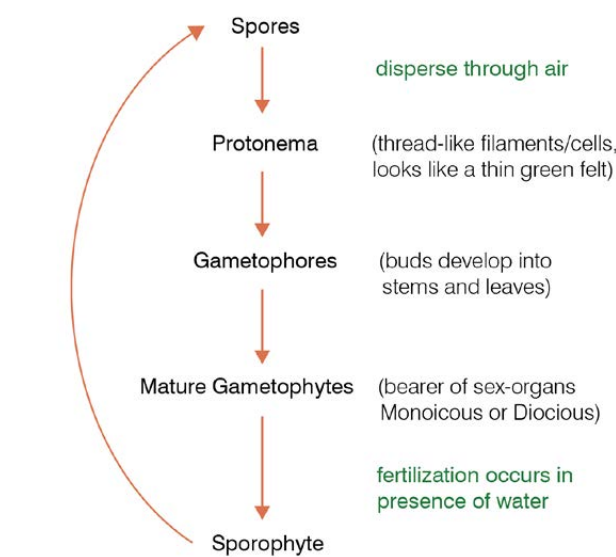 Spores
disperse through air
Protonema
(thread-like filaments/cells,
looks like a thin green felt)
Gametophores
(buds develop into
stems and leaves)
Mature Gametophytes
(bearer of sex-organs
Monoicous or Diocious)
fertilization occurs in
presence of water
Sporophyte